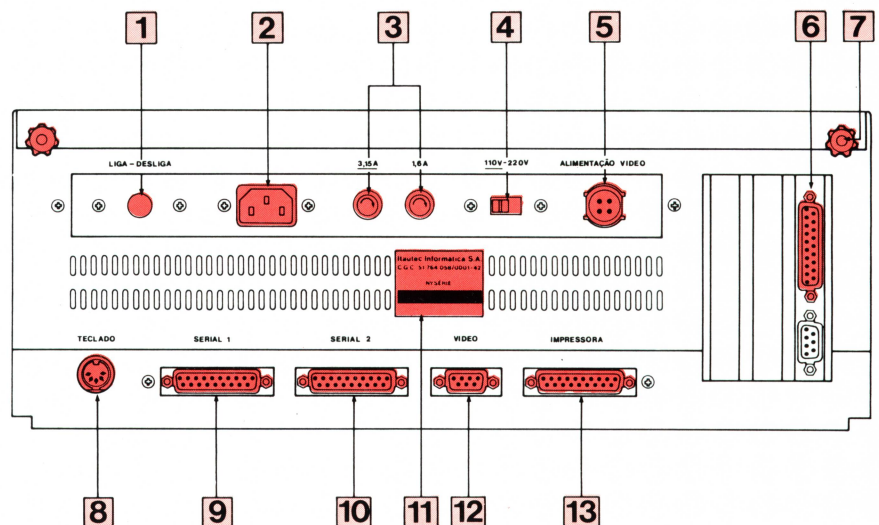 1 2 3 4 5 6 7
LIGA – DESLIGA 3,15A 1,6A 110V-220V ALIMENTAÇÃO VIDEO
Itautec Informática S.A.
C.G.C. 51.764.058/0001-42
Nº SÉRIE
TECLADO SERIAL 1 SERIAL 2 VIDEO IMPRESSORA
8 9 10 11 12 13